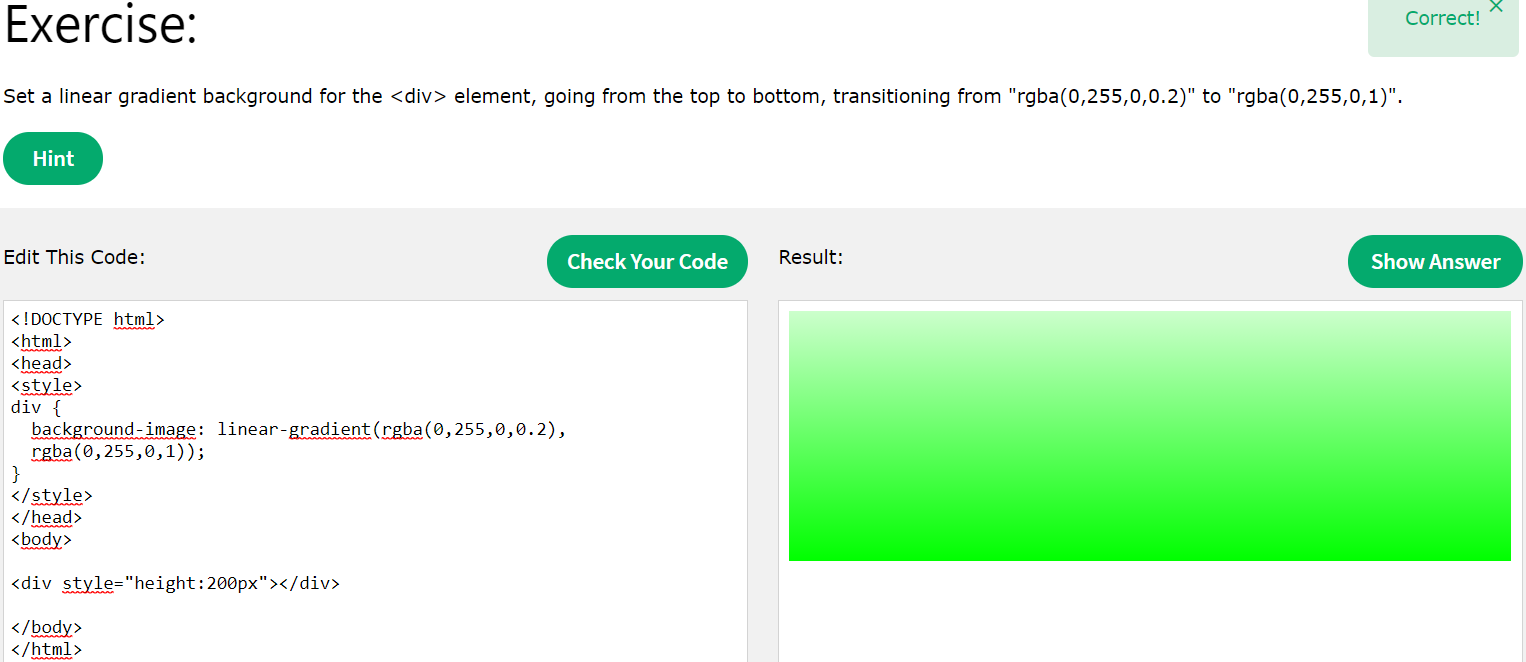 Exercise:
Correct! ×
Set a linear gradient background for the <div> element, going from the top to bottom, transitioning from "rgba(0,255,0,0.2)" to "rgba(0,255,0,1)".
Hint
Edit This Code:
Check Your Code
Result:
Show Answer
<!DOCTYPE html>
<html>
<head>
<style>
div {
  background-image: linear-gradient(rgba(0,255,0,0.2),
  rgba(0,255,0,1));
}
</style>
</head>
<body>
<div style="height:200px"></div>
</body>
</html>